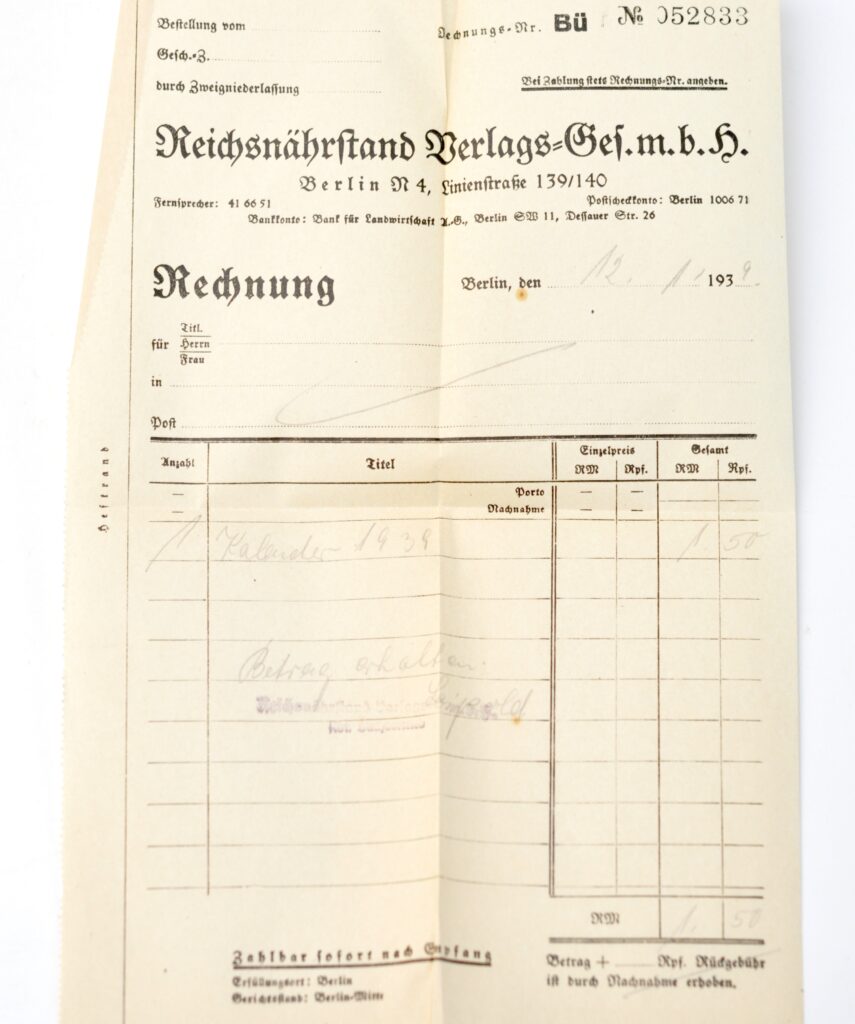 Bestellung vom
Rechnungs-Nr. Bü № 052833
Gesch.-Z.
durch Zweigniederlassung
Bei Zahlung stets Rechnungs-Nr. angeben.
Reichsnährstand Verlags-Ges.m.b.H.
Berlin N 4, Linienstraße 139/140
Fernsprecher: 41 66 51
Postscheckkonto: Berlin 1006 71
Bankkonto: Bank für Landwirtschaft A.-G., Berlin SW 11, Dessauer Str. 26
Rechnung
Berlin, den 12. 1. 1939.
Titl.
für Herrn
Frau
in
Post
Heftrand
Anzahl Titel Einzelpreis Gesamt
RM Rpf. RM Rpf.
— Porto — —
— Nachnahme — —
1 Kalender 1939 1. 50
Betrag erhalten.
Reichsnährstand Verlags
RM 1. 50
Zahlbar sofort nach Empfang
Erfüllungsort: Berlin
Gerichtsstand: Berlin-Mitte
Betrag + Rpf. Rückgebühr
ist durch Nachnahme erhoben.